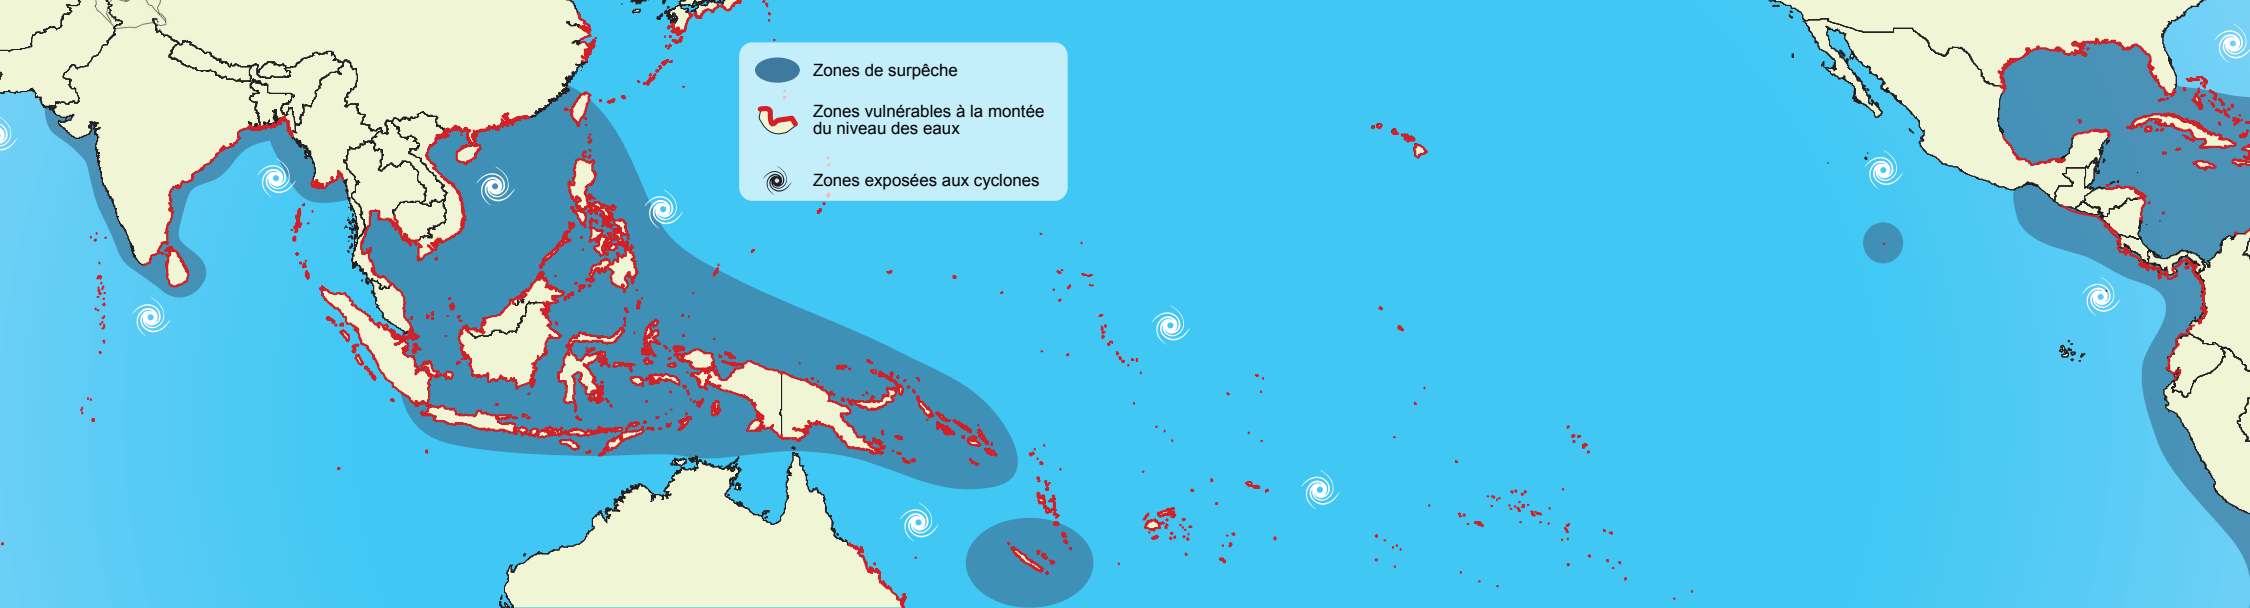 Zones de surpêche
Zones vulnérables à la montée
du niveau des eaux
Zones exposées aux cyclones